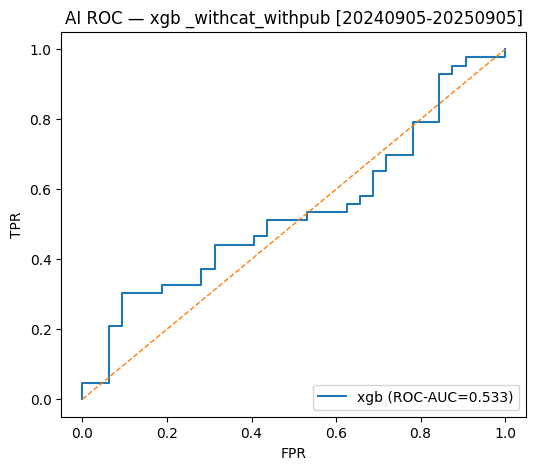 AI ROC — xgb _withcat_withpub [20240905-20250905]
TPR
1.0
0.8
0.6
0.4
0.2
0.0
xgb (ROC-AUC=0.533)
0.0 0.2 0.4 0.6 0.8 1.0
FPR